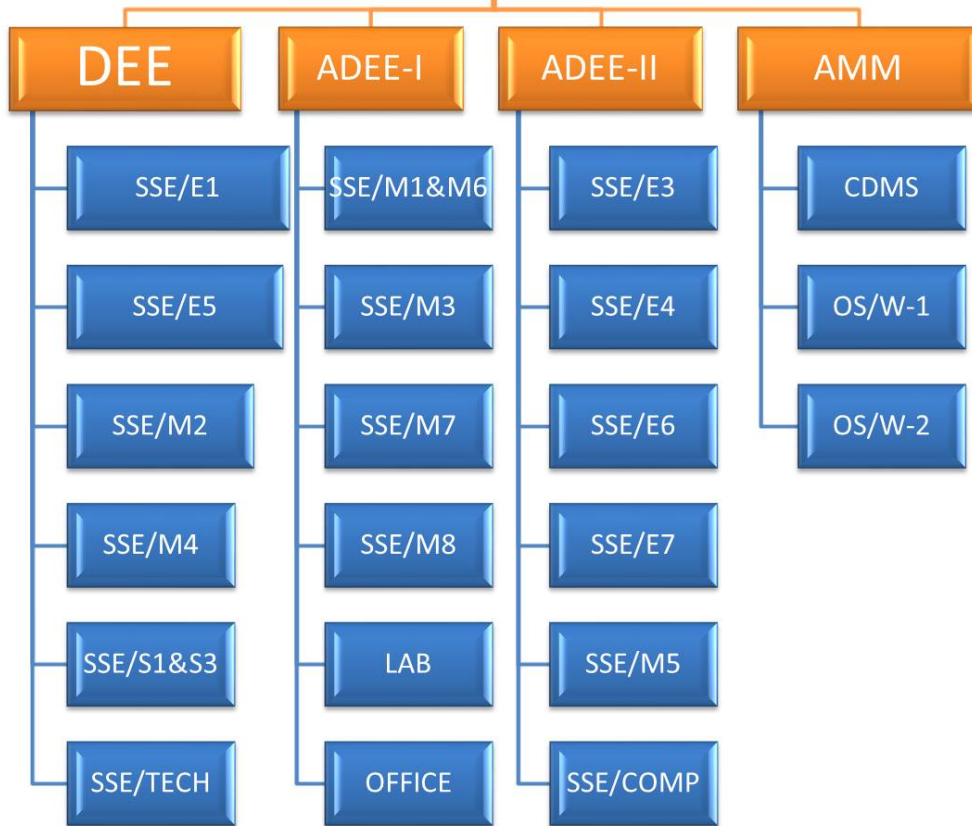 DEE
ADEE-I
ADEE-II
AMM
SSE/E1
SSE/M1&M6
SSE/E3
CDMS
SSE/E5
SSE/M3
SSE/E4
OS/W-1
SSE/M2
SSE/M7
SSE/E6
OS/W-2
SSE/M4
SSE/M8
SSE/E7
SSE/S1&S3
LAB
SSE/M5
SSE/TECH
OFFICE
SSE/COMP